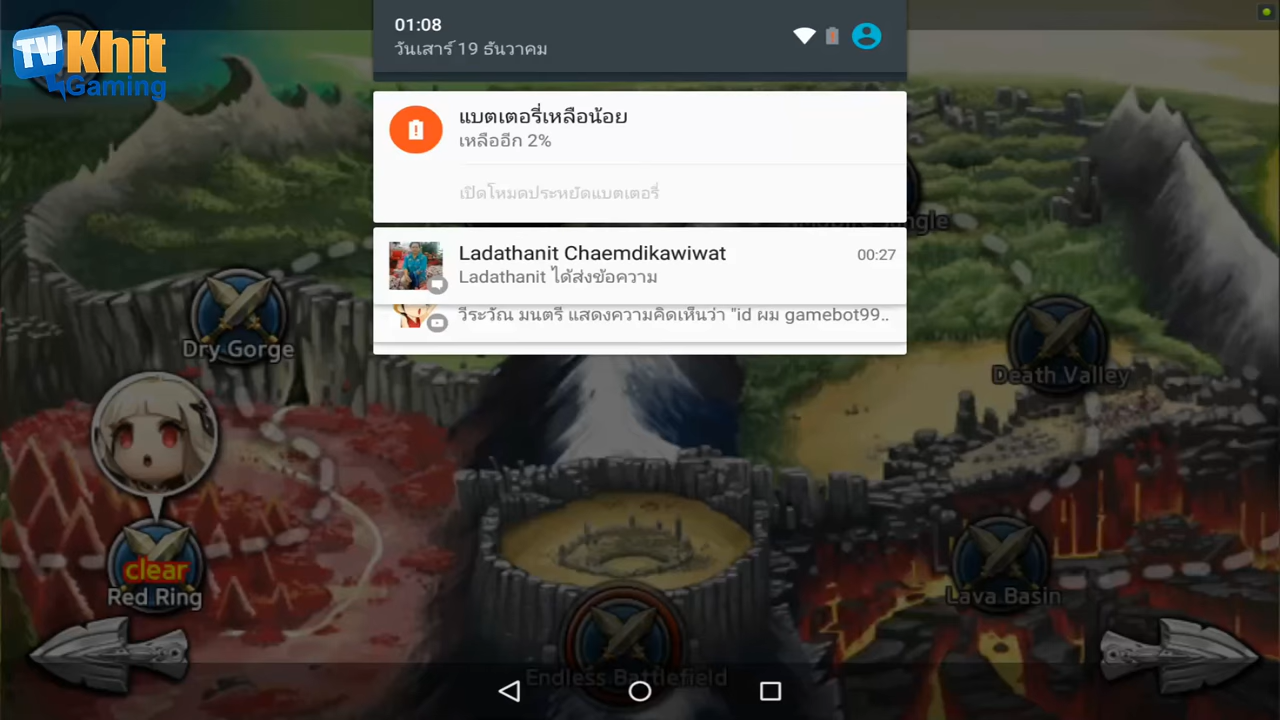 TV Khit
Gaming
01:08
วันเสาร์ 19 ธันวาคม
แบตเตอรี่เหลือน้อย
เหลืออีก 2%
เปิดโหมดประหยัดแบตเตอรี่
Ladathanit Chaemdikawiwat 00:27
Ladathanit ได้ส่งข้อความ
วีระวัณ มนตรี แสดงความคิดเห็นว่า "id ผม gamebot99..
Dry Gorge
Death Valley
clear
Red Ring
Lava Basin
Endless Battlefield